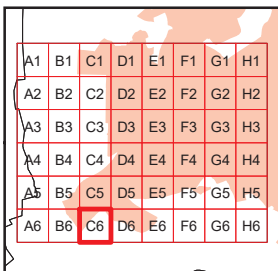 A1 B1 C1 D1 E1 F1 G1 H1
A2 B2 C2 D2 E2 F2 G2 H2
A3 B3 C3 D3 E3 F3 G3 H3
A4 B4 C4 D4 E4 F4 G4 H4
A5 B5 C5 D5 E5 F5 G5 H5
A6 B6 C6 D6 E6 F6 G6 H6